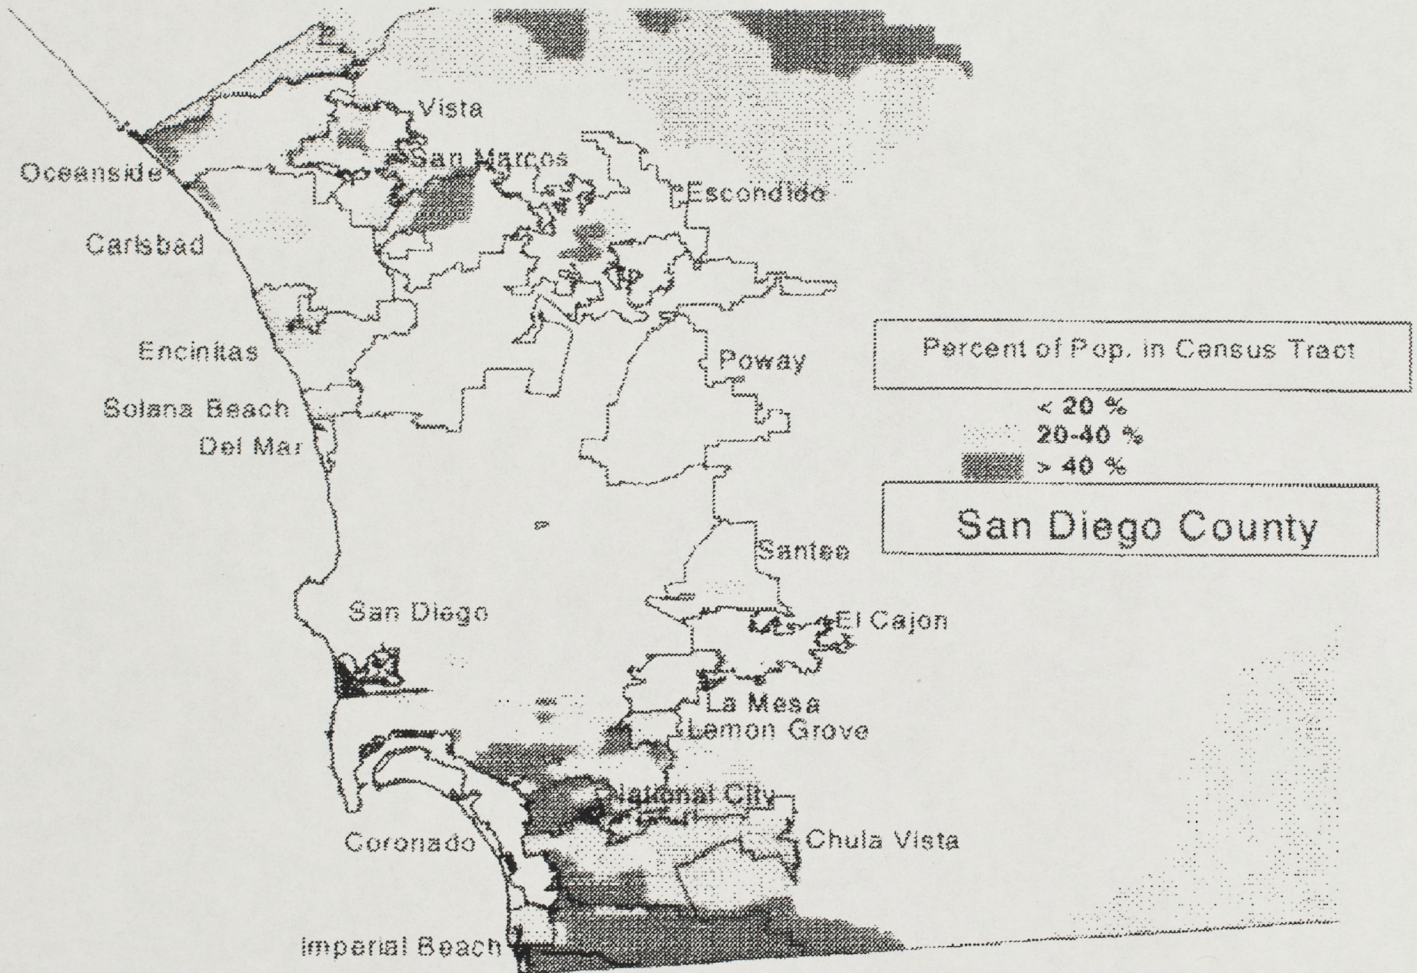 Vista
San Marcos
Oceanside
Escondido
Carlsbad
Encinitas
Poway
Percent of Pop. in Census Tract
Solana Beach
< 20 %
20-40 %
Del Mar
> 40 %
San Diego County
Santee
San Diego
El Cajon
La Mesa
Lemon Grove
National City
Coronado
Chula Vista
Imperial Beach